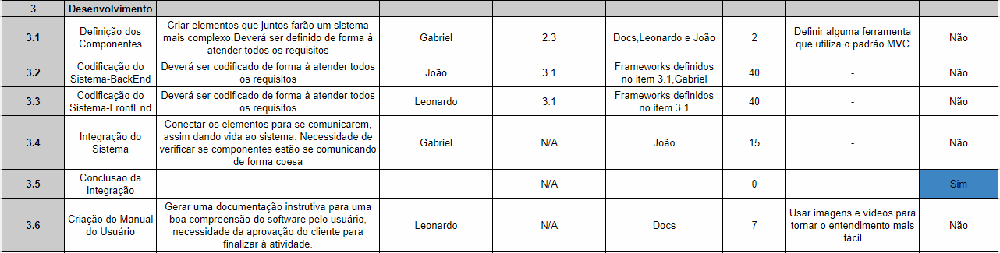 3 Desenvolvimento
3.1
Definição dos
Componentes
Criar elementos que juntos farão um sistema
mais complexo.Deverá ser definido de forma à
atender todos os requisitos
Gabriel
2.3
Docs,Leonardo e João
2
Definir alguma ferramenta
que utiliza o padrão MVC
Não
3.2
Codificação do
Sistema-BackEnd
Deverá ser codificado de forma à atender todos
os requisitos
João
3.1
Frameworks definidos
no item 3.1,Gabriel
40
-
Não
3.3
Codificação do
Sistema-FrontEnd
Deverá ser codificado de forma à atender todos
os requisitos
Leonardo
3.1
Frameworks definidos
no item 3.1
40
-
Não
3.4
Integração do
Sistema
Conectar os elementos para se comunicarem,
assim dando vida ao sistema. Necessidade de
verificar se componentes estão se comunicando
de forma coesa
Gabriel
N/A
João
15
-
Não
3.5
Conclusao da
Integração
N/A
0
Sim
3.6
Criação do Manual
do Usuário
Gerar uma documentação instrutiva para uma
boa compreensão do software pelo usuário,
necessidade da aprovação do cliente para
finalizar à atividade.
Leonardo
N/A
Docs
7
Usar imagens e vídeos para
tornar o entendimento mais
fácil
Não